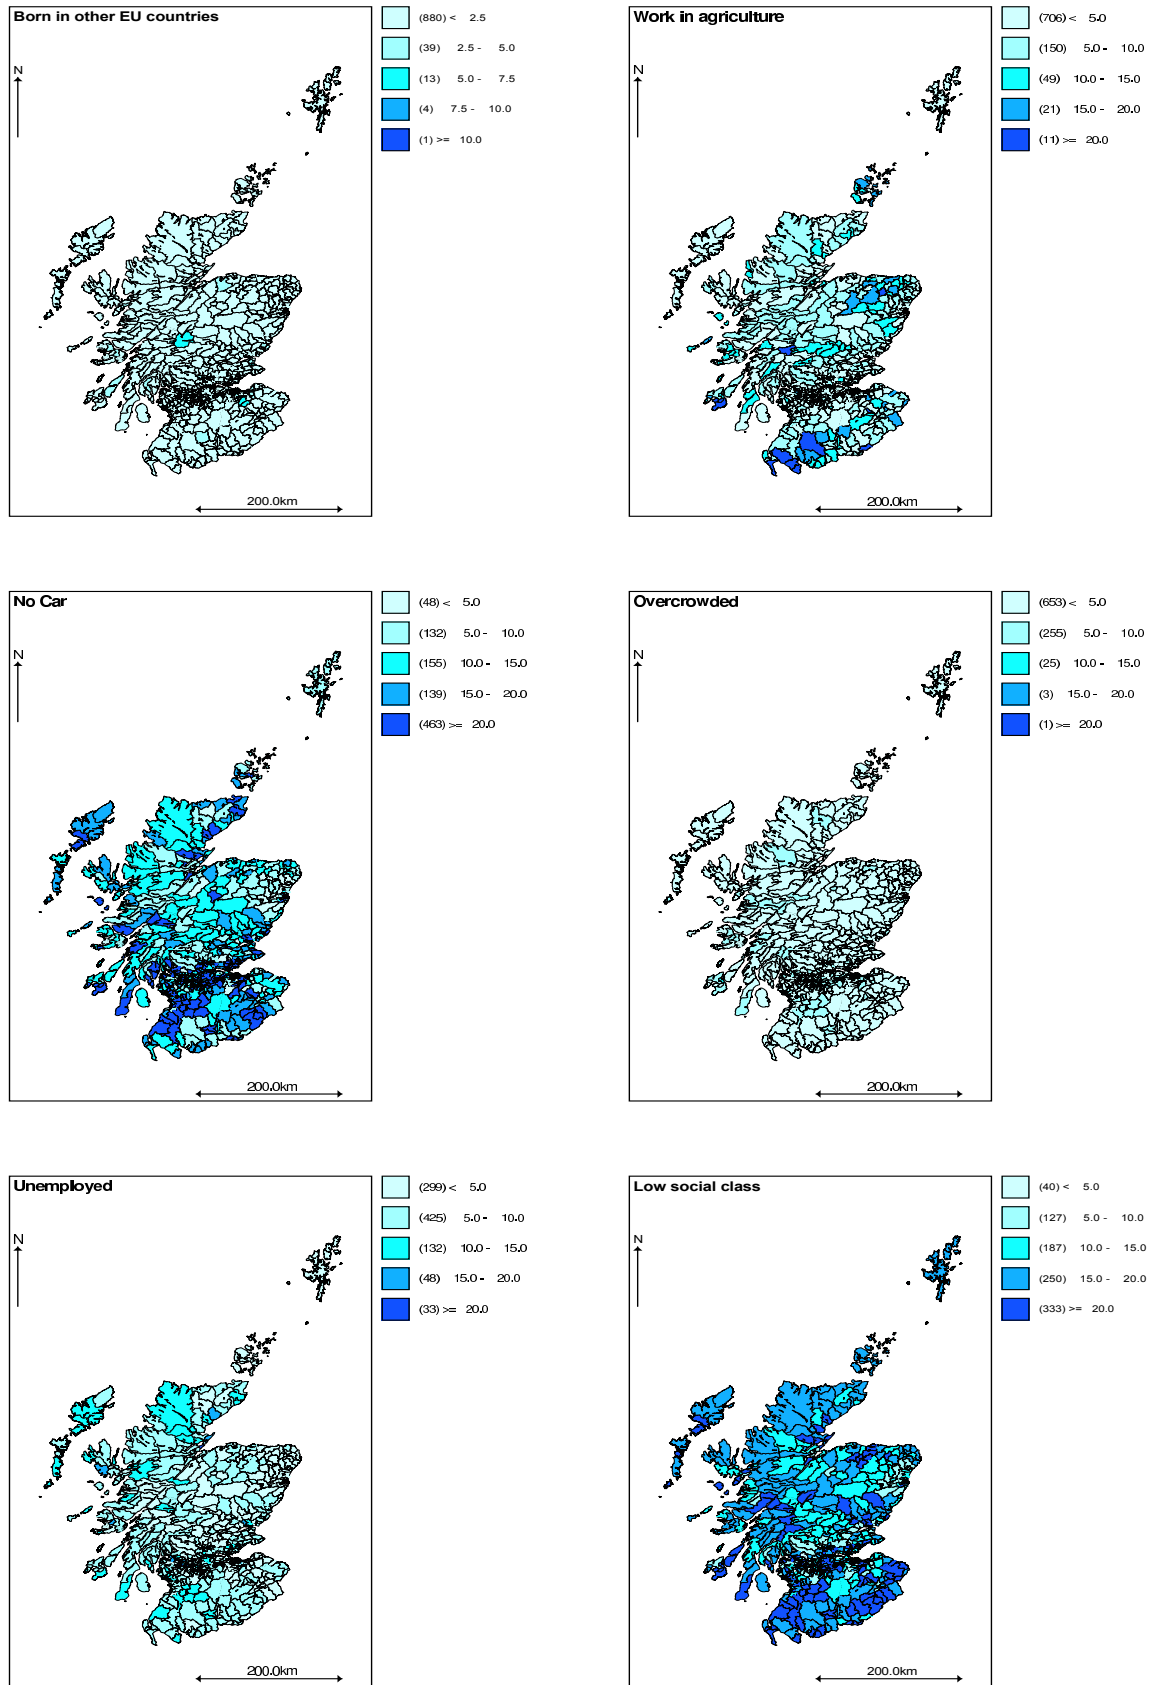 Born in other EU countries
(880) < 2.5
(39) 2.5 - 5.0
(13) 5.0 - 7.5
(4) 7.5 - 10.0
(1) >= 10.0
N
200.0km
Work in agriculture
(706) < 5.0
(150) 5.0 - 10.0
(49) 10.0 - 15.0
(21) 15.0 - 20.0
(11) >= 20.0
N
200.0km
No Car
(48) < 5.0
(132) 5.0 - 10.0
(155) 10.0 - 15.0
(139) 15.0 - 20.0
(463) >= 20.0
N
200.0km
Overcrowded
(653) < 5.0
(255) 5.0 - 10.0
(25) 10.0 - 15.0
(3) 15.0 - 20.0
(1) >= 20.0
N
200.0km
Unemployed
(299) < 5.0
(425) 5.0 - 10.0
(132) 10.0 - 15.0
(48) 15.0 - 20.0
(33) >= 20.0
N
200.0km
Low social class
(40) < 5.0
(127) 5.0 - 10.0
(187) 10.0 - 15.0
(250) 15.0 - 20.0
(333) >= 20.0
N
200.0km